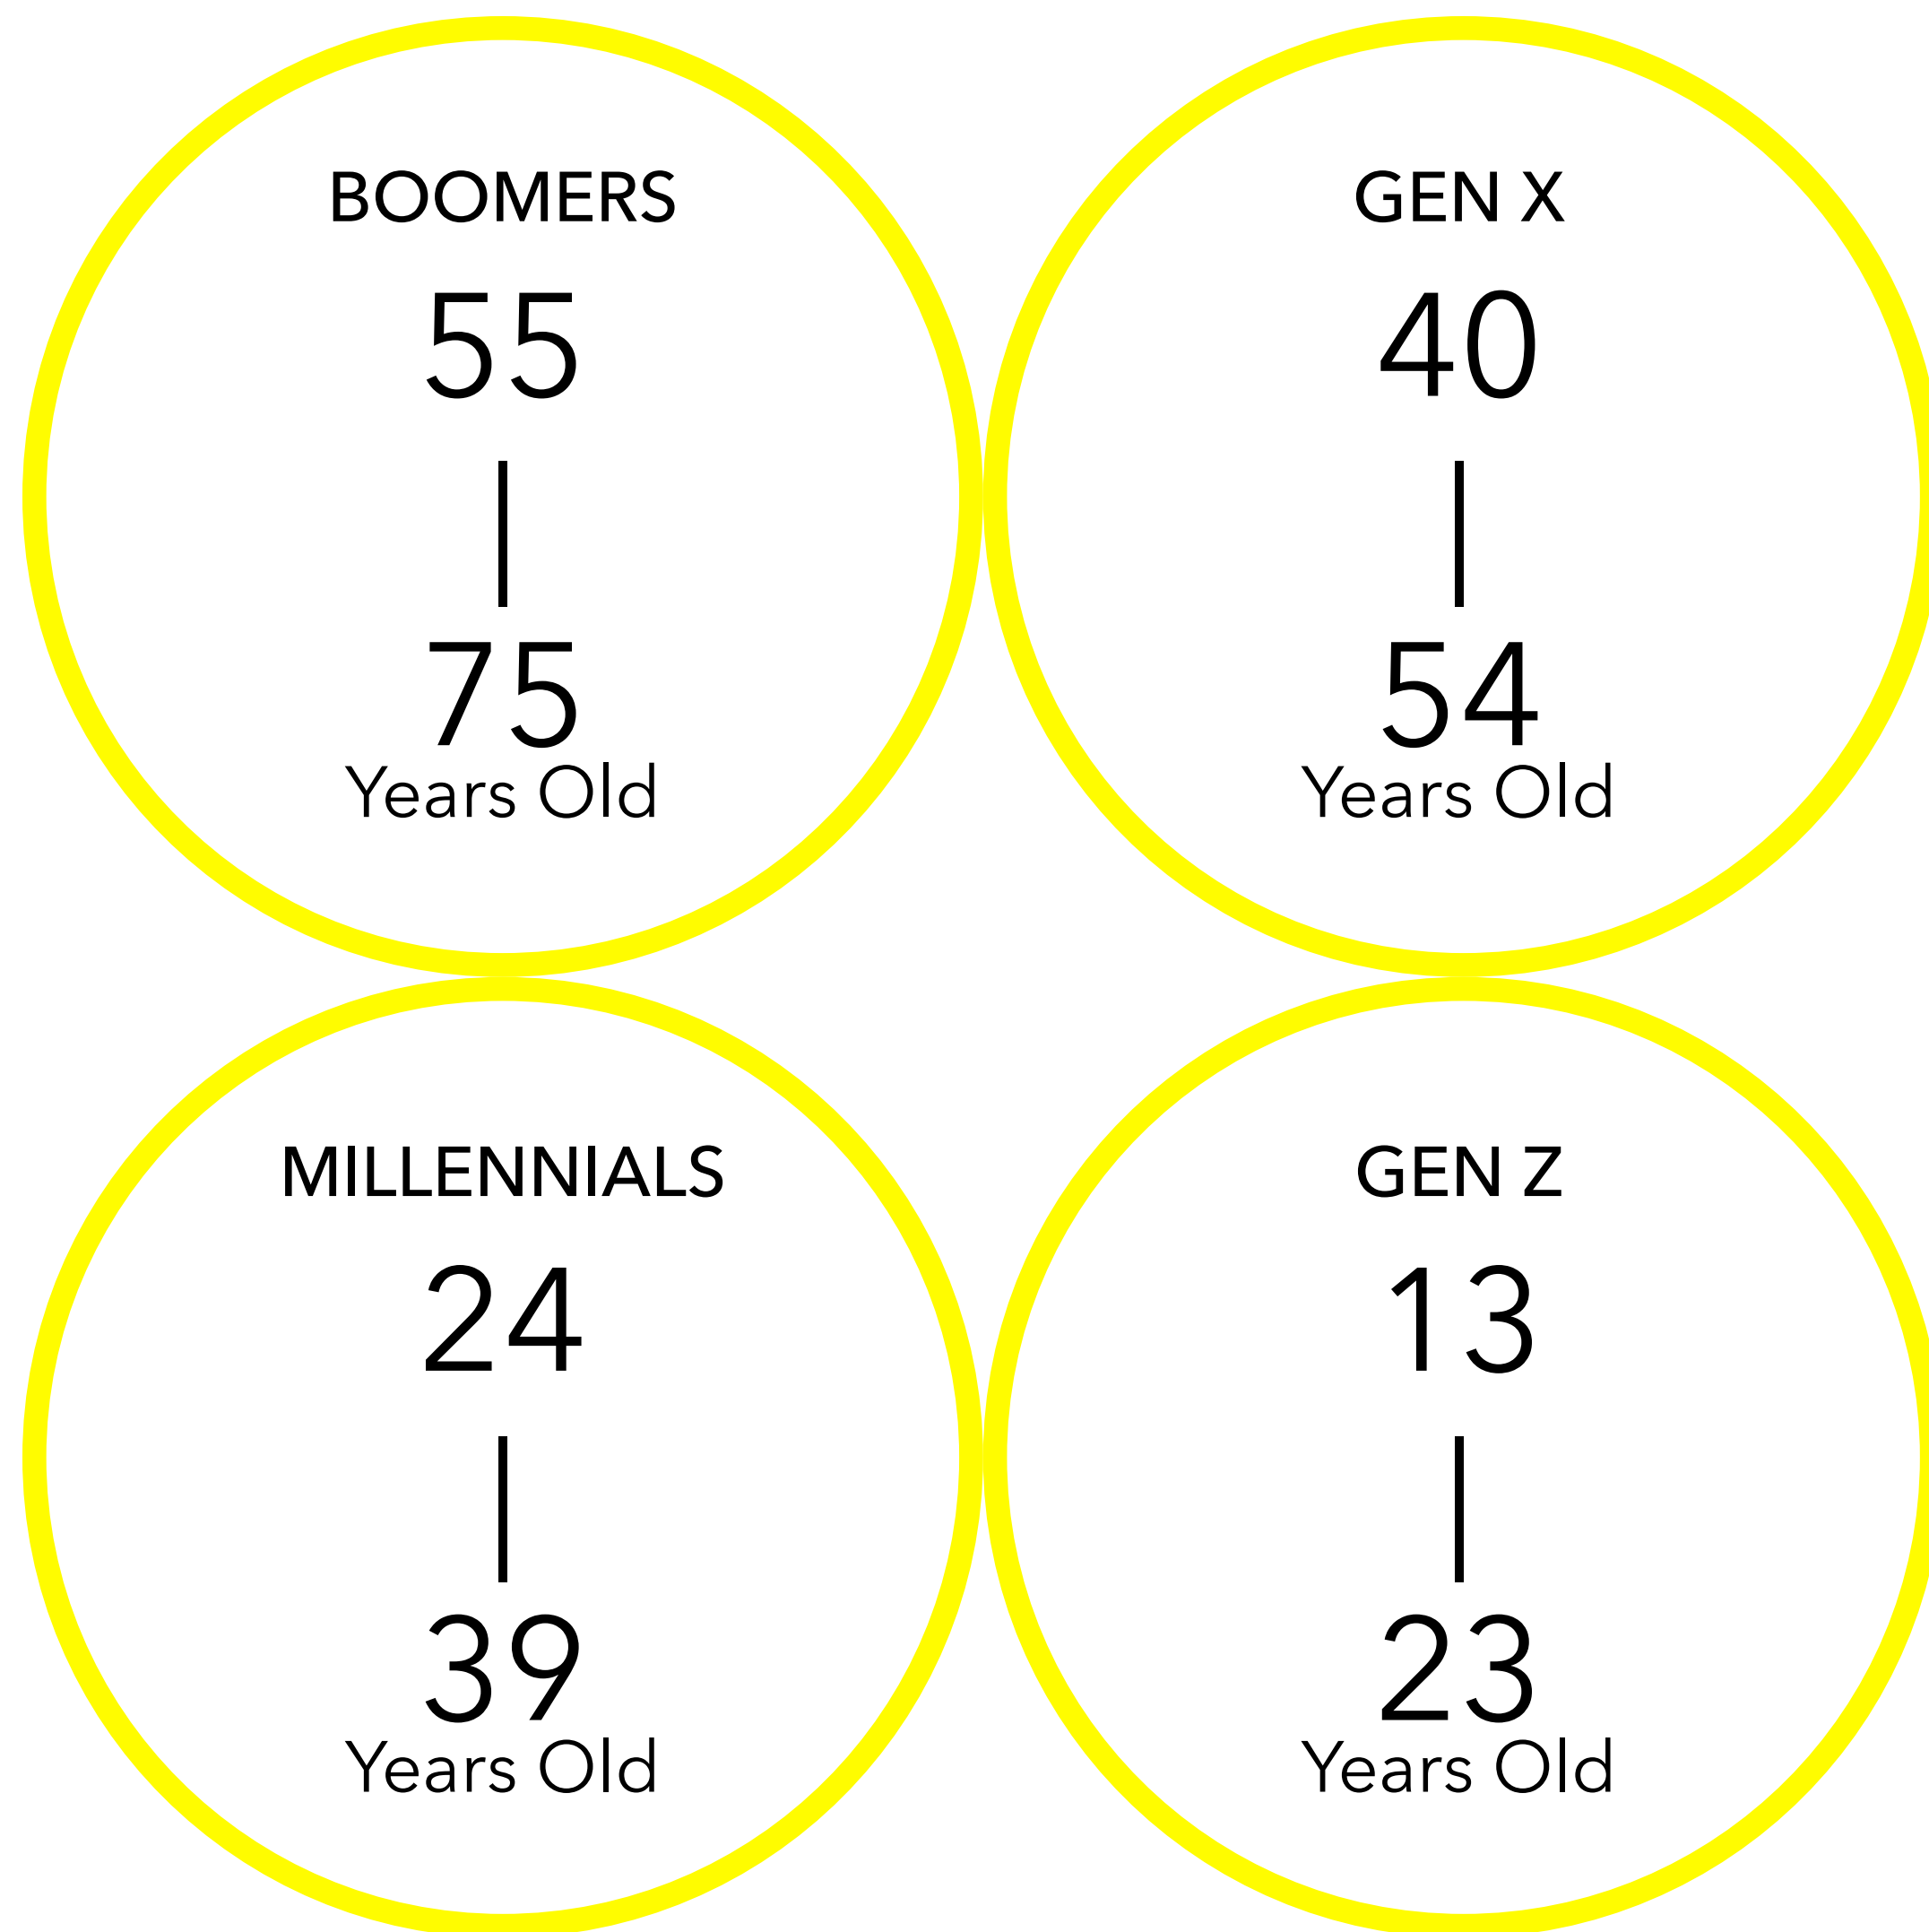 BOOMERS
55
|
75
Years Old
GEN X
40
|
54
Years Old
MILLENNIALS
24
|
39
Years Old
GEN Z
13
|
23
Years Old